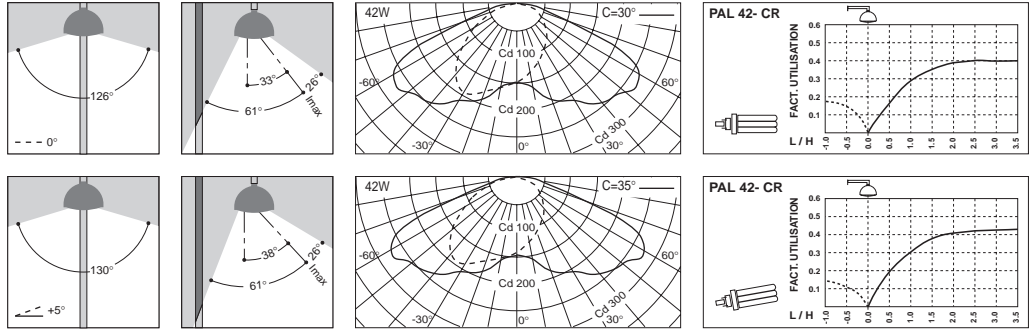 126°
0°
33°
26°
61°
Imax
42W
C=30°
Cd 100
-60°
60°
Cd 200
Cd 300
-30°
0°
30°
PAL 42- CR
FACT. UTILISATION
0.6
0.5
0.4
0.3
0.2
0.1
L / H
-1.0
-0.5
0.0
0.5
1.0
1.5
2.0
2.5
3.0
3.5
130°
+5°
38°
26°
61°
Imax
42W
C=35°
Cd 100
-60°
60°
Cd 200
Cd 300
-30°
0°
30°
PAL 42- CR
FACT. UTILISATION
0.6
0.5
0.4
0.3
0.2
0.1
L / H
-1.0
-0.5
0.0
0.5
1.0
1.5
2.0
2.5
3.0
3.5